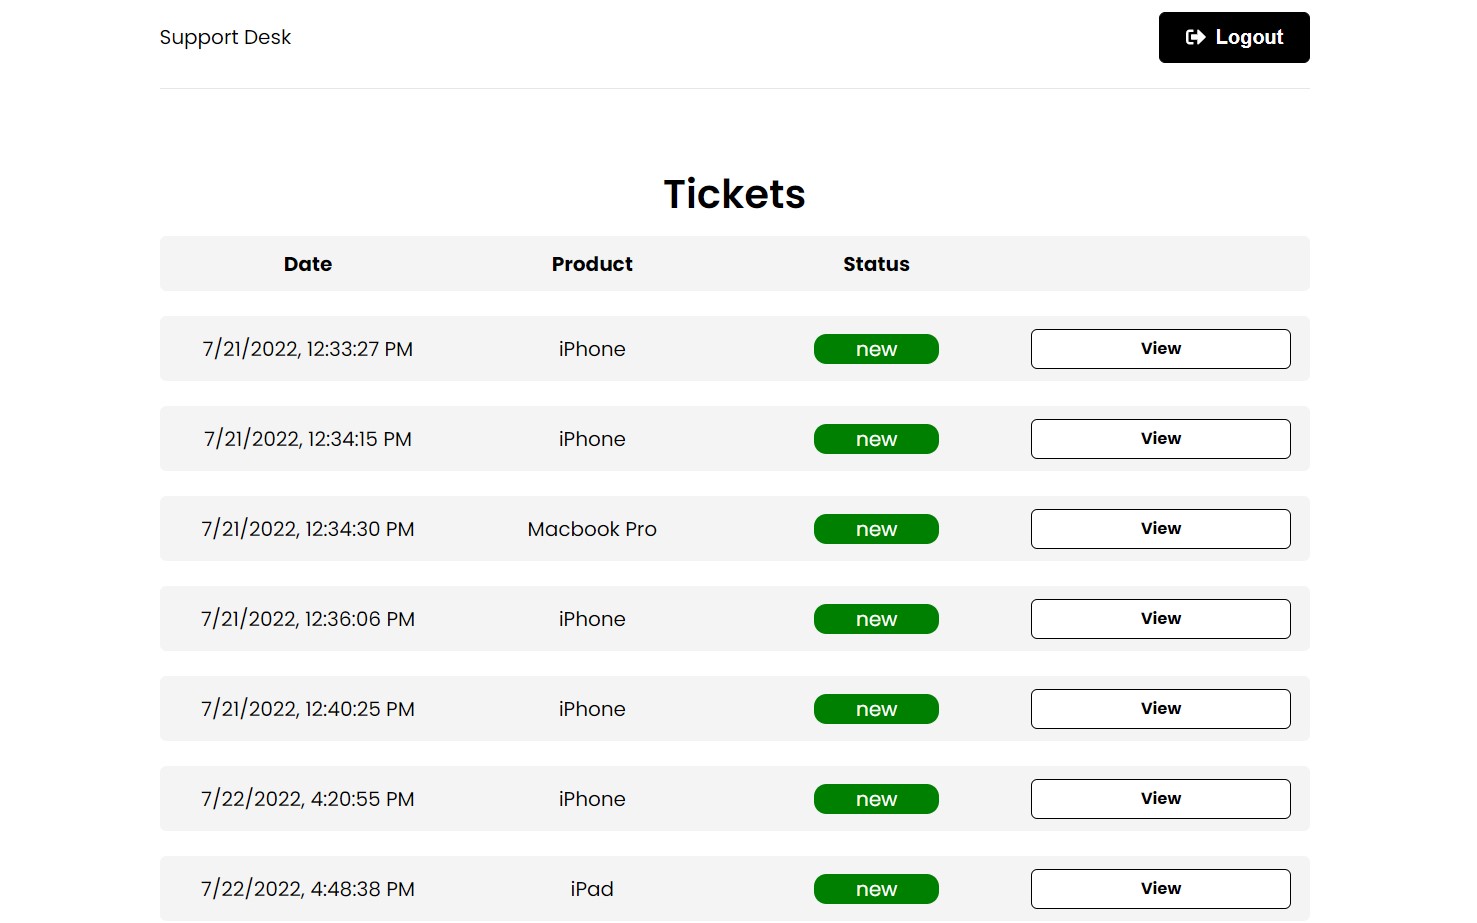 Support Desk Logout
Tickets
Date Product Status
7/21/2022, 12:33:27 PM iPhone new View
7/21/2022, 12:34:15 PM iPhone new View
7/21/2022, 12:34:30 PM Macbook Pro new View
7/21/2022, 12:36:06 PM iPhone new View
7/21/2022, 12:40:25 PM iPhone new View
7/22/2022, 4:20:55 PM iPhone new View
7/22/2022, 4:48:38 PM iPad new View